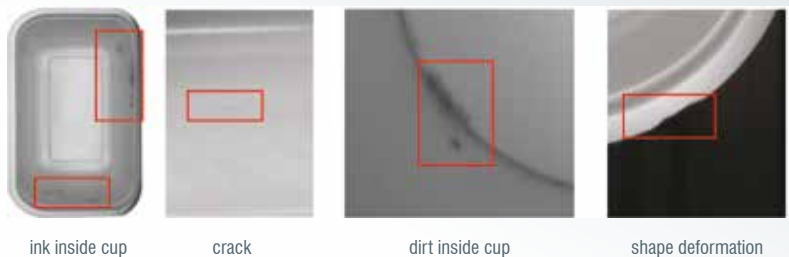 ink inside cup
crack
dirt inside cup
shape deformation